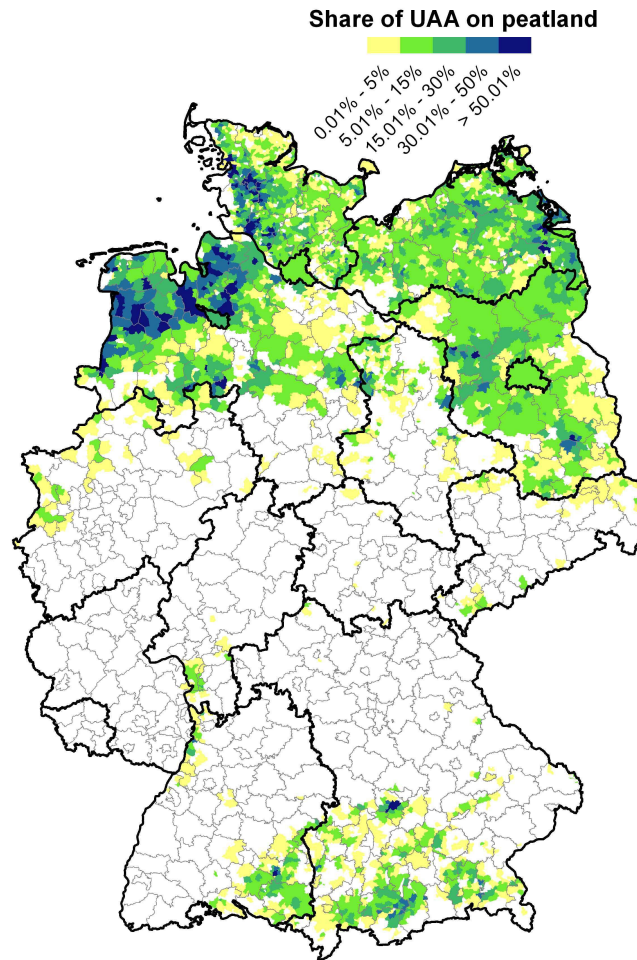 Share of UAA on peatland
0.01% - 5%
5.01% - 15%
15.01% - 30%
30.01% - 50%
> 50.01%